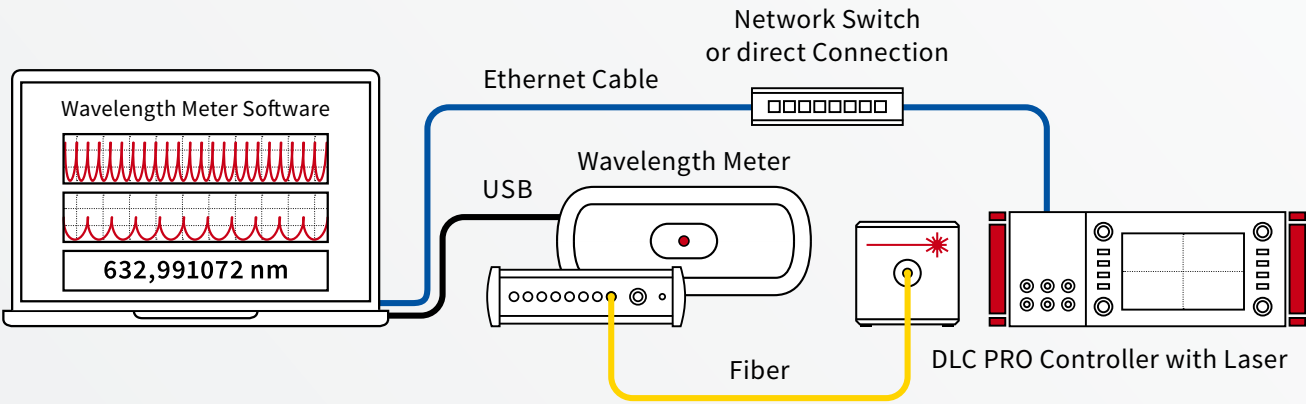 Network Switch
or direct Connection
Ethernet Cable
Wavelength Meter Software
Wavelength Meter
USB
632,991072 nm
DLC PRO Controller with Laser
Fiber